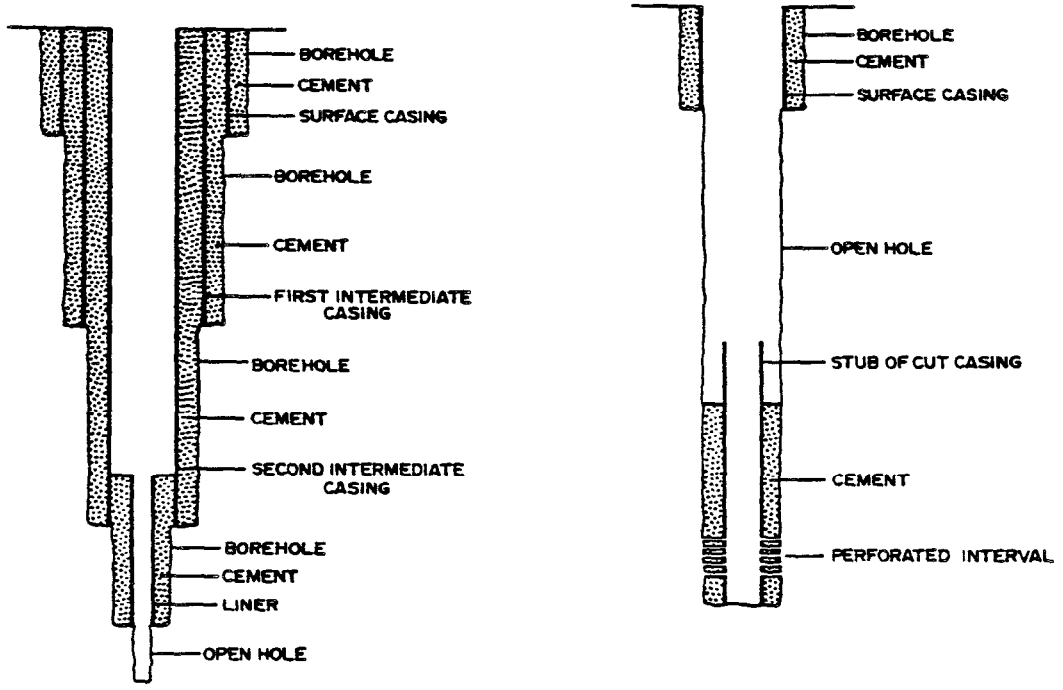 BOREHOLE
CEMENT
SURFACE CASING
BOREHOLE
CEMENT
FIRST INTERMEDIATE
CASING
BOREHOLE
CEMENT
SECOND INTERMEDIATE
CASING
BOREHOLE
CEMENT
LINER
OPEN HOLE
BOREHOLE
CEMENT
SURFACE CASING
OPEN HOLE
STUB OF CUT CASING
CEMENT
PERFORATED INTERVAL